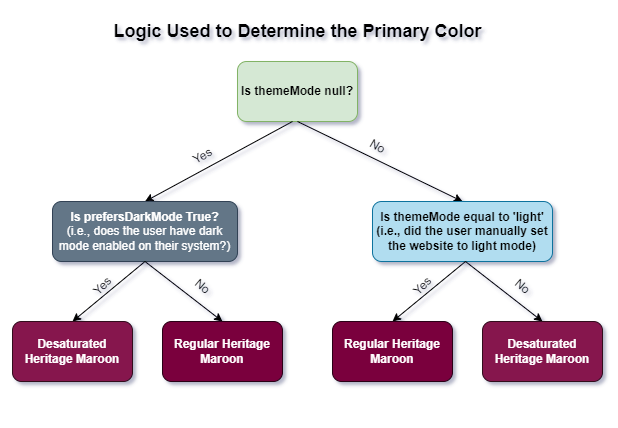 Logic Used to Determine the Primary Color
Is themeMode null?
Yes
No
Is prefersDarkMode True?
(i.e., does the user have dark
mode enabled on their system?)
Is themeMode equal to 'light'
(i.e., did the user manually set
the website to light mode)
Yes
No
Yes
No
Desaturated
Heritage Maroon
Regular Heritage
Maroon
Regular Heritage
Maroon
Desaturated
Heritage Maroon